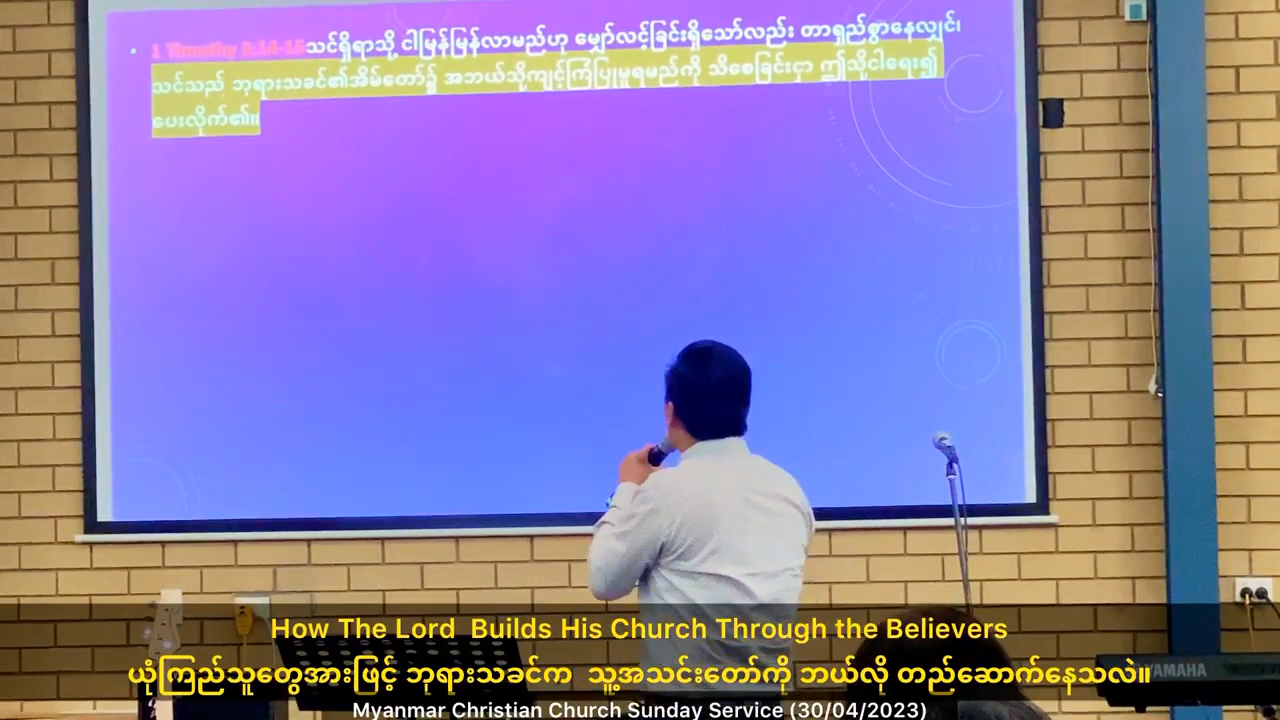 • 1 Timothy 3:14-15 သင်ရှိရာသို့ ငါမြန်မြန်လာမည်ဟု မျှော်လင့်ခြင်းရှိသော်လည်း တာရှည်စွာနေလျှင်၊
သင်သည် ဘုရားသခင်၏အိမ်တော်၌ အဘယ်သို့ကျင့်ကြံပြုမူရမည်ကို သိစေခြင်းငှာ ဤသို့ငါရေး၍
ပေးလိုက်၏။
How The Lord Builds His Church Through the Believers
ယုံကြည်သူတွေအားဖြင့် ဘုရားသခင်က သူ့အသင်းတော်ကို ဘယ်လို တည်ဆောက်နေသလဲ။
YAMAHA
Myanmar Christian Church Sunday Service (30/04/2023)